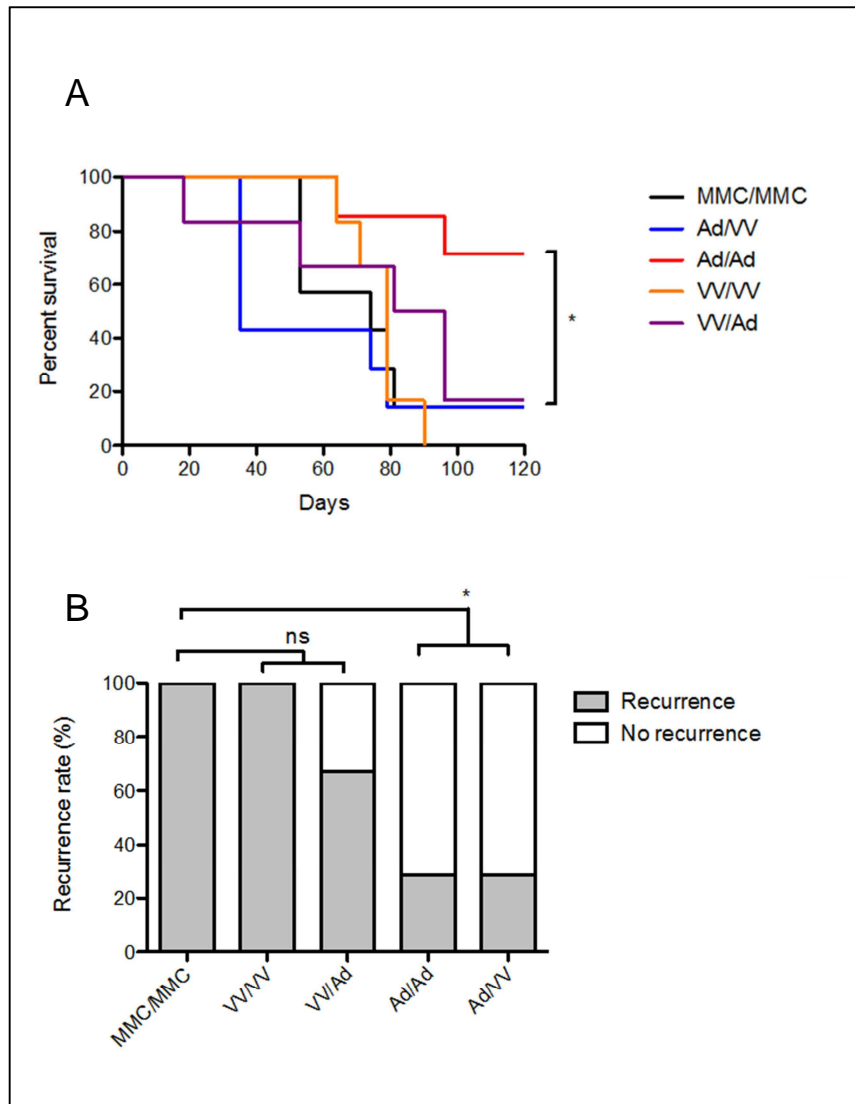 A
100
80
60
40
20
0
Percent survival
0 20 40 60 80 100 120
Days
MMC/MMC
Ad/VV
Ad/Ad
VV/VV
VV/Ad
*
B
*
ns
100
80
60
40
20
0
Recurrence rate (%)
MMC/MMC
VV/VV
VV/Ad
Ad/Ad
Ad/VV
Recurrence
No recurrence